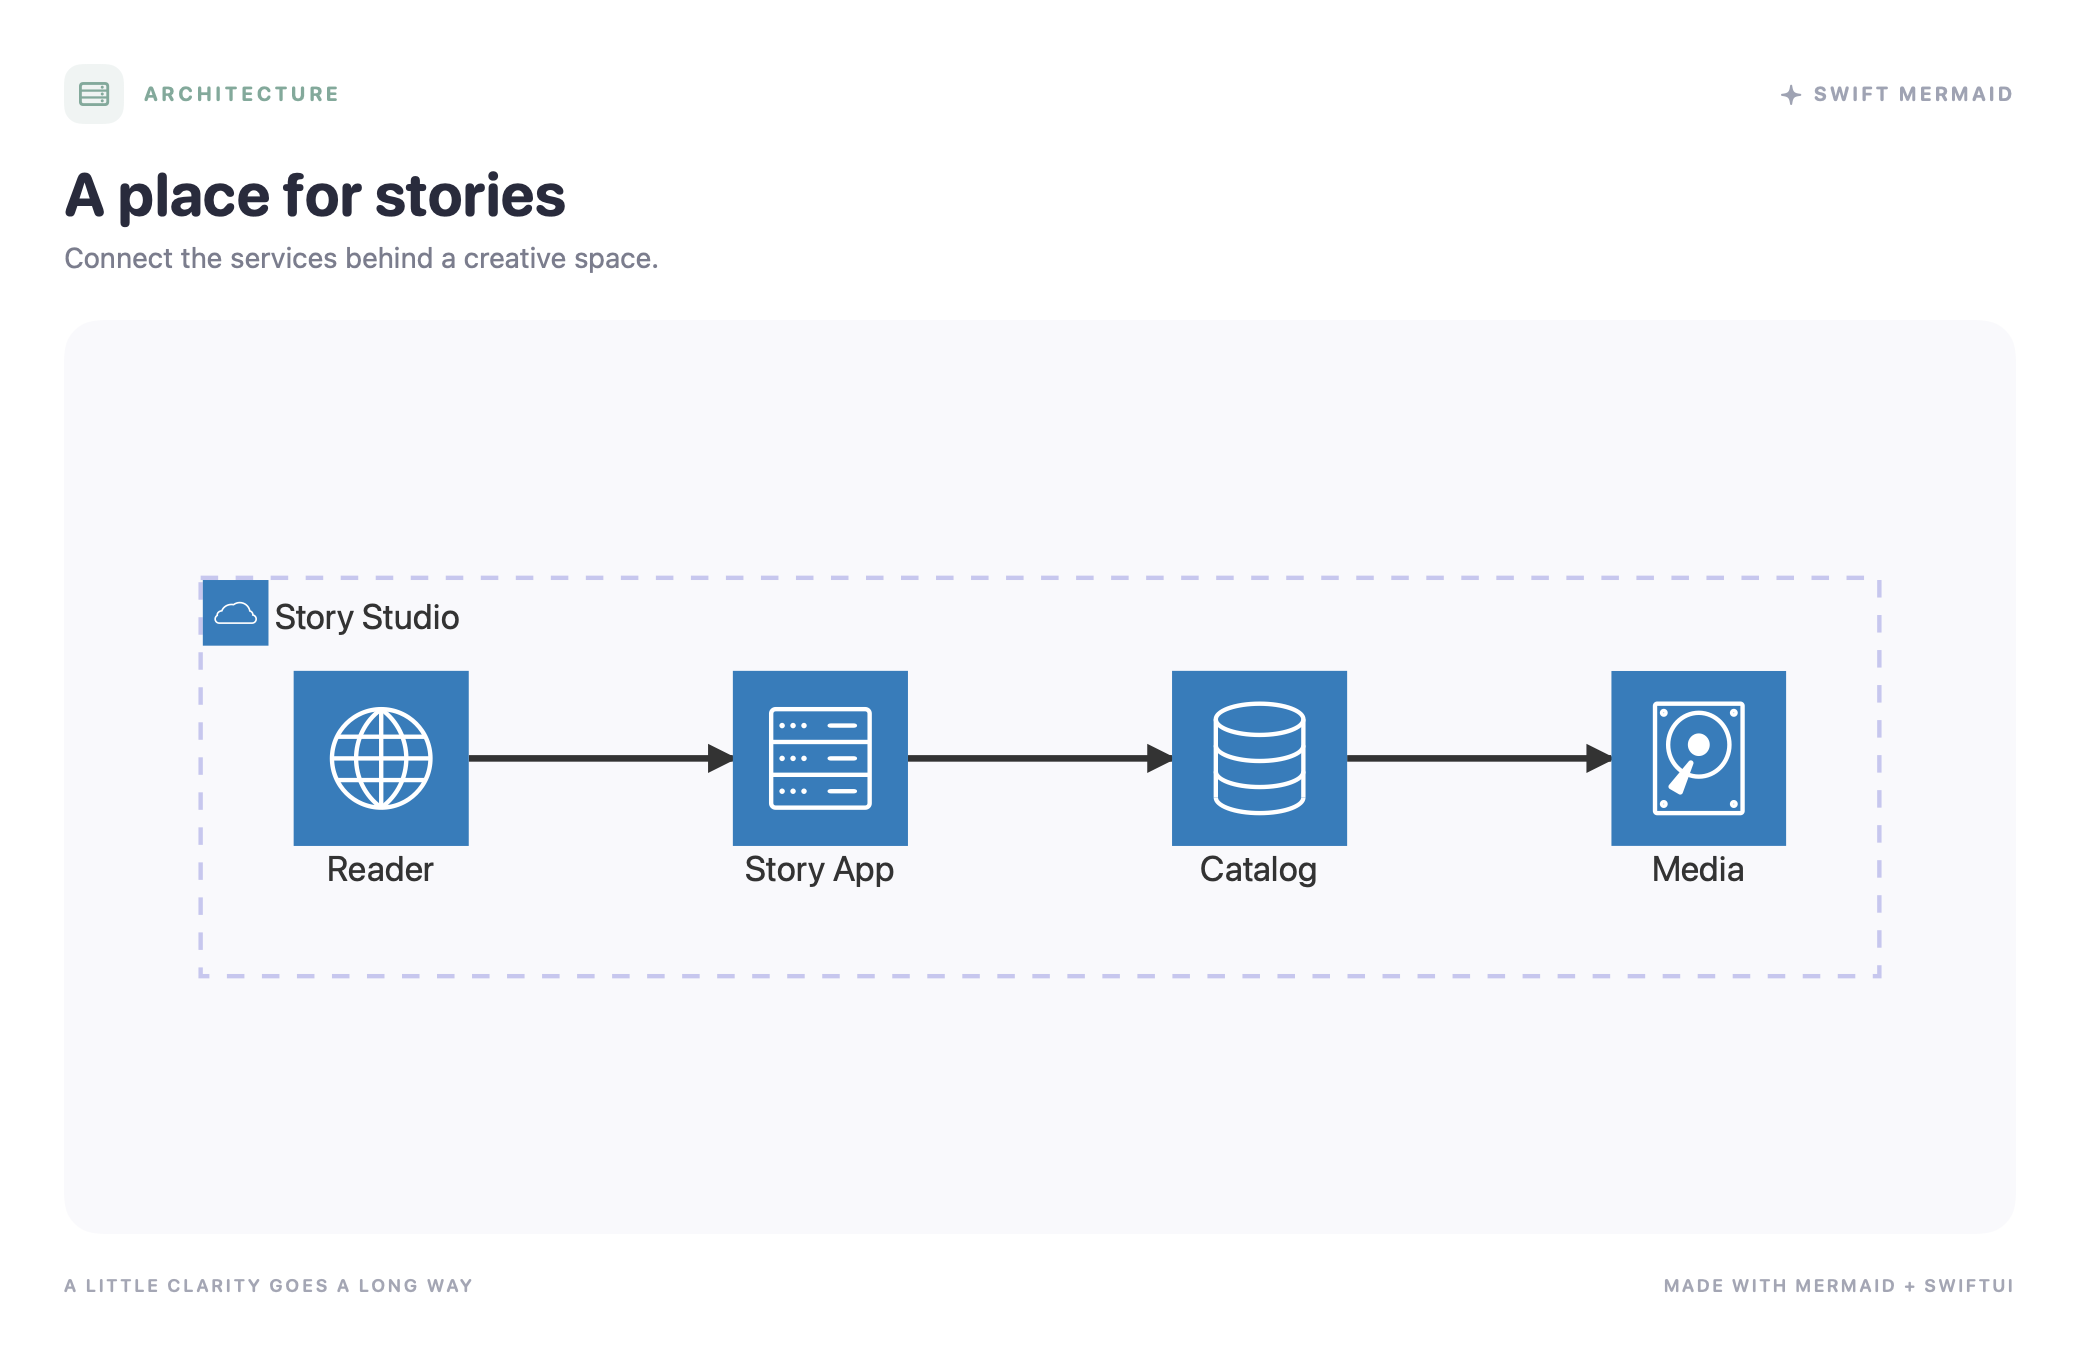 ARCHITECTURE
SWIFT MERMAID
A place for stories
Connect the services behind a creative space.
Story Studio
Reader
Story App
Catalog
Media
A LITTLE CLARITY GOES A LONG WAY
MADE WITH MERMAID + SWIFTUI